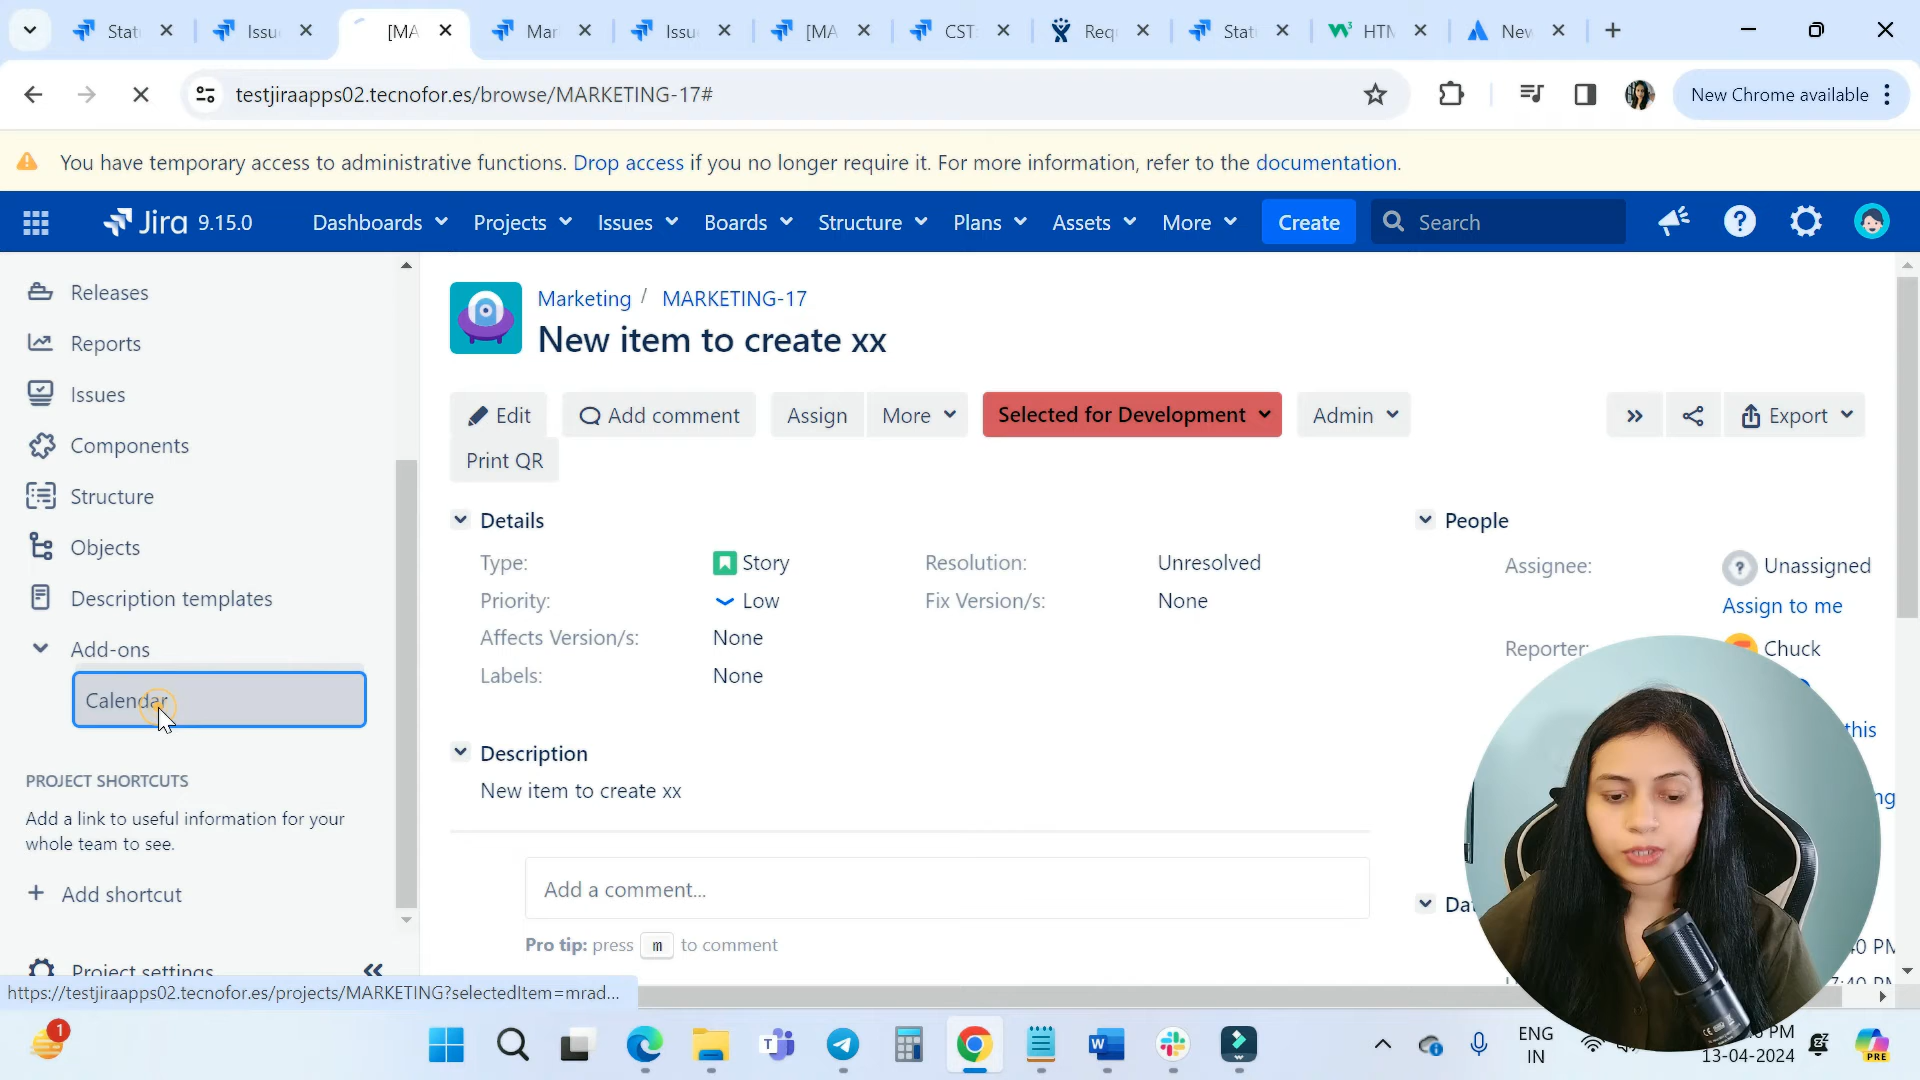 Stat
Issu
[MA
Mar
Issu
[MA
CST
Req
Stat
HTM
New
testjiraapps02.tecnofor.es/browse/MARKETING-17#
New Chrome available
You have temporary access to administrative functions. Drop access if you no longer require it. For more information, refer to the documentation.
Jira 9.15.0
Dashboards
Projects
Issues
Boards
Structure
Plans
Assets
More
Create
Search
Releases
Reports
Issues
Components
Structure
Objects
Description templates
Add-ons
Calendar
PROJECT SHORTCUTS
Add a link to useful information for your
whole team to see.
+ Add shortcut
Project settings
https://testjiraapps02.tecnofor.es/projects/MARKETING?selectedItem=mrad...
Marketing / MARKETING-17
New item to create xx
Edit
Add comment
Assign
More
Selected for Development
Admin
Export
Print QR
Details
Type: Story
Priority: Low
Affects Version/s: None
Labels: None
Resolution: Unresolved
Fix Version/s: None
Description
New item to create xx
Add a comment...
Pro tip: press m to comment
People
Assignee: Unassigned
Assign to me
Reporter: Chuck
this
1
ENG
IN
PM
13-04-2024
PRE